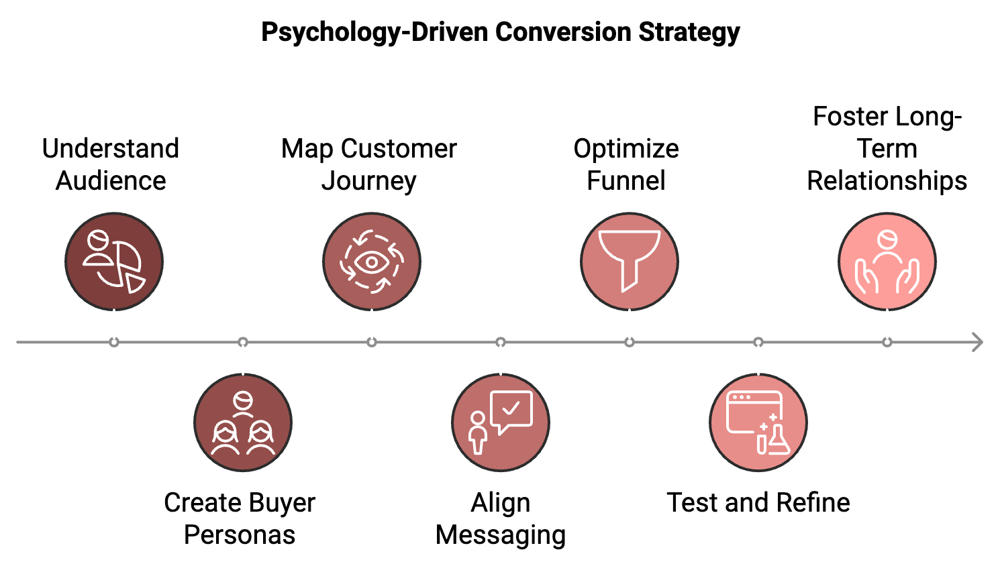 Psychology-Driven Conversion Strategy
Understand
Audience
Create Buyer
Personas
Map Customer
Journey
Align
Messaging
Optimize
Funnel
Test and Refine
Foster Long-
Term
Relationships